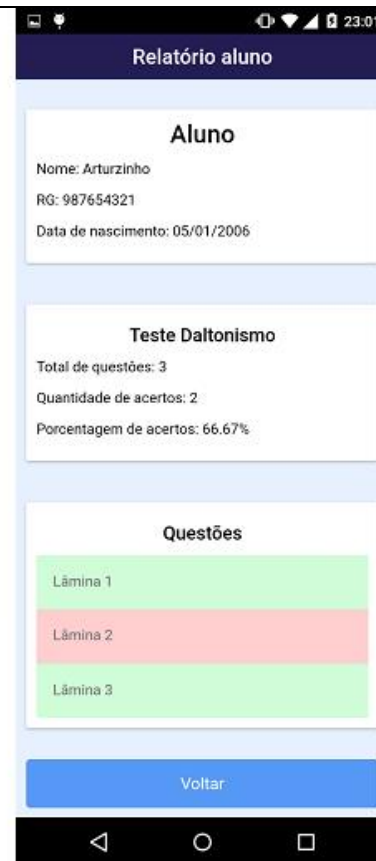 23:01
Relatório aluno
Aluno
Nome: Arturzinho
RG: 987654321
Data de nascimento: 05/01/2006
Teste Daltonismo
Total de questões: 3
Quantidade de acertos: 2
Porcentagem de acertos: 66.67%
Questões
Lâmina 1
Lâmina 2
Lâmina 3
Voltar